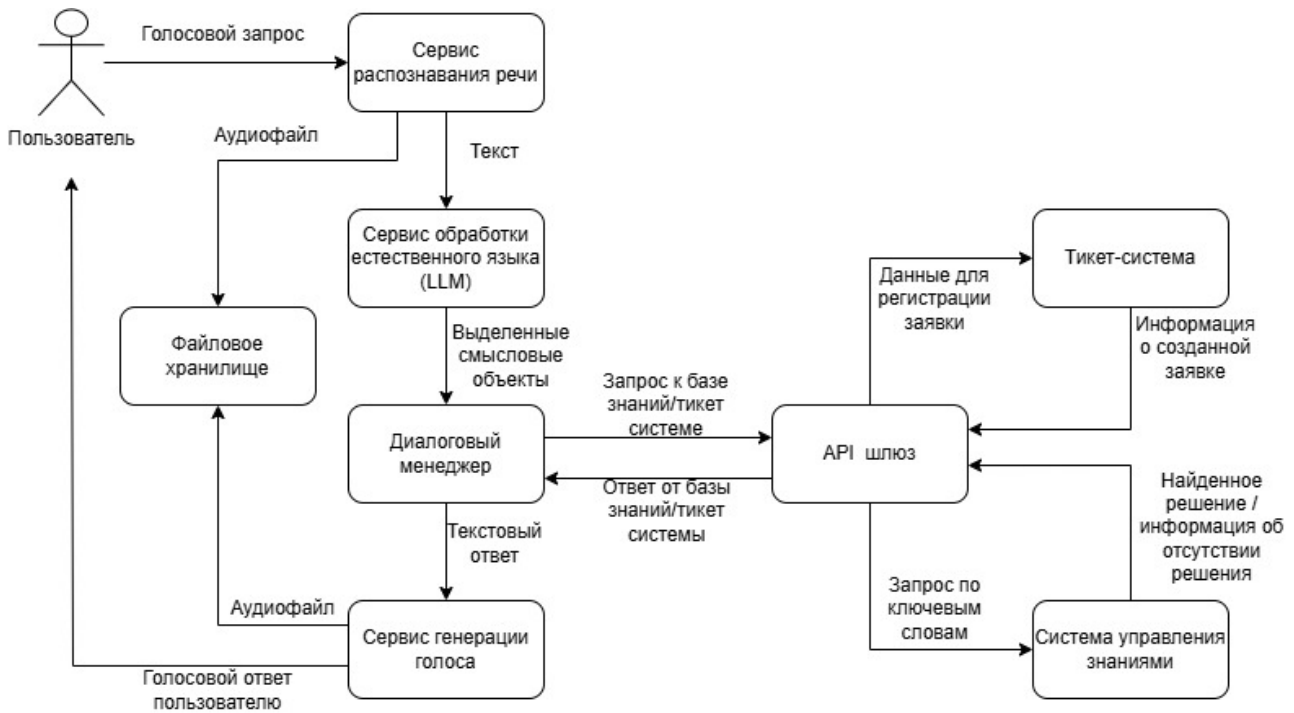 Голосовой запрос
Сервис
распознавания речи
Пользователь
Аудиофайл
Текст
Сервис обработки
естественного языка
(LLM)
Тикет-система
Данные для
регистрации
заявки
Файловое
хранилище
Выделенные
смысловые
объекты
Информация
о созданной
заявке
Запрос к базе
знаний/тикет
системе
Диалоговый
менеджер
API шлюз
Ответ от базы
знаний/тикет
системы
Найденное
решение /
информация об
отсутствии
решения
Текстовый
ответ
Запрос по
ключевым
словам
Аудиофайл
Сервис генерации
голоса
Система управления
знаниями
Голосовой ответ
пользователю